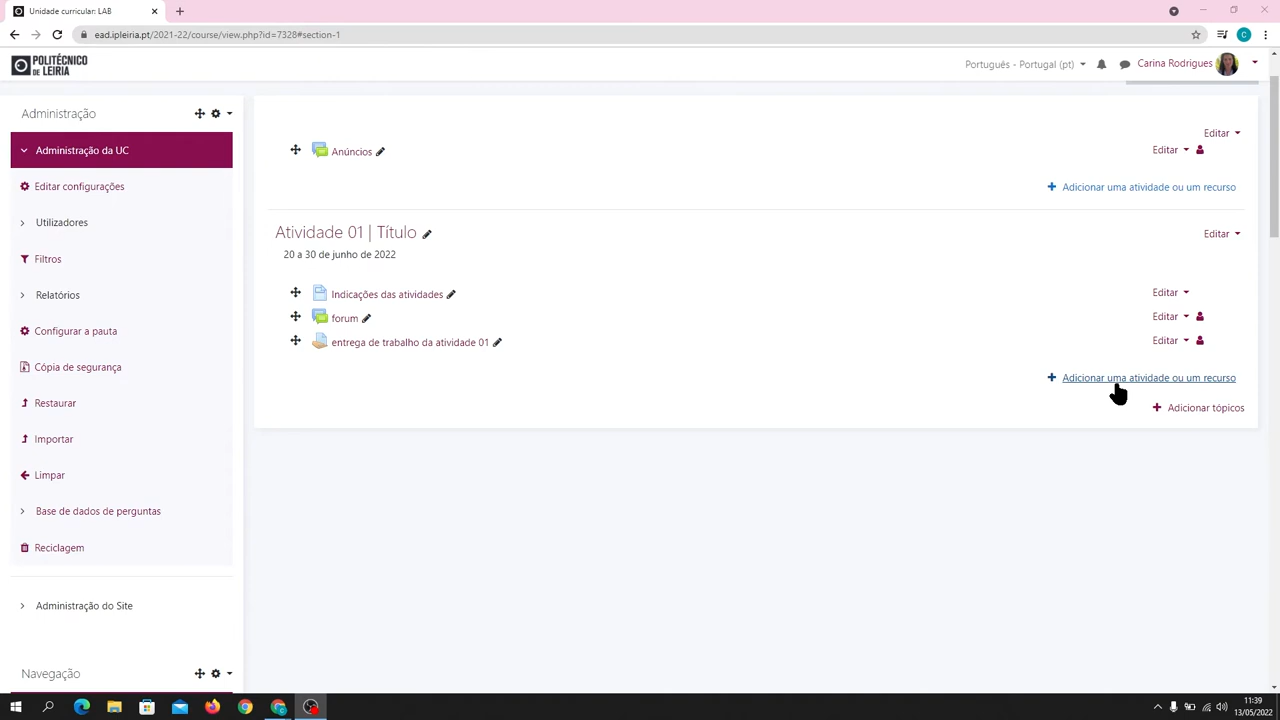 Unidade curricular: LAB
ead.ipleiria.pt/2021-22/course/view.php?id=7328#section-1
POLITÉCNICO
DE LEIRIA
Português - Portugal (pt)
Carina Rodrigues
Administração
Administração da UC
Editar configurações
Utilizadores
Filtros
Relatórios
Configurar a pauta
Cópia de segurança
Restaurar
Importar
Limpar
Base de dados de perguntas
Reciclagem
Administração do Site
Navegação
Editar
Anúncios
Editar
Adicionar uma atividade ou um recurso
Atividade 01 | Título
Editar
20 a 30 de junho de 2022
Indicações das atividades
Editar
forum
Editar
entrega de trabalho da atividade 01
Editar
Adicionar uma atividade ou um recurso
Adicionar tópicos
11:39
13/05/2022